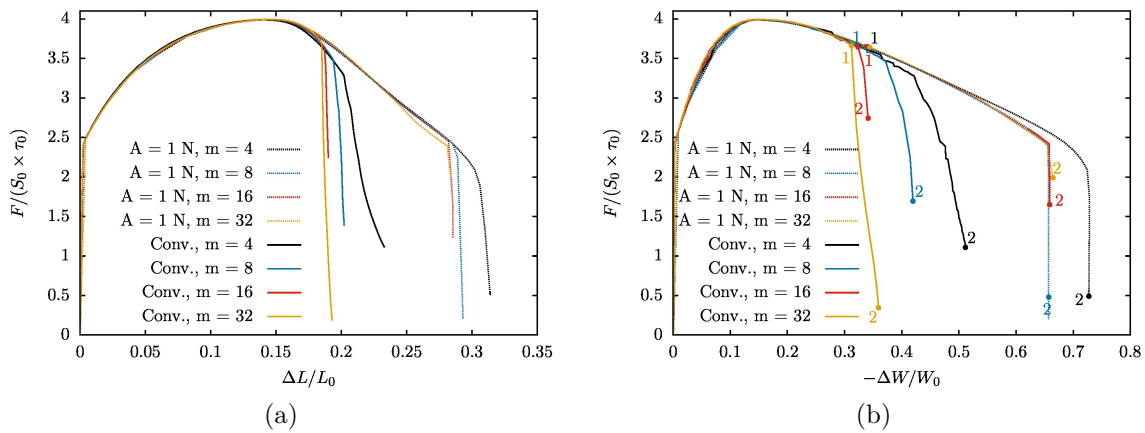 4
3.5
3
2.5
2
1.5
1
0.5
0
F/(S₀ × τ₀)
A = 1 N, m = 4
A = 1 N, m = 8
A = 1 N, m = 16
A = 1 N, m = 32
Conv., m = 4
Conv., m = 8
Conv., m = 16
Conv., m = 32
0 0.05 0.1 0.15 0.2 0.25 0.3 0.35
ΔL/L₀
(a)
4
3.5
3
2.5
2
1.5
1
0.5
0
F/(S₀ × τ₀)
1 1
1 1
2
2
2
2
2
2
2
2
A = 1 N, m = 4
A = 1 N, m = 8
A = 1 N, m = 16
A = 1 N, m = 32
Conv., m = 4
Conv., m = 8
Conv., m = 16
Conv., m = 32
0 0.1 0.2 0.3 0.4 0.5 0.6 0.7 0.8
−ΔW/W₀
(b)